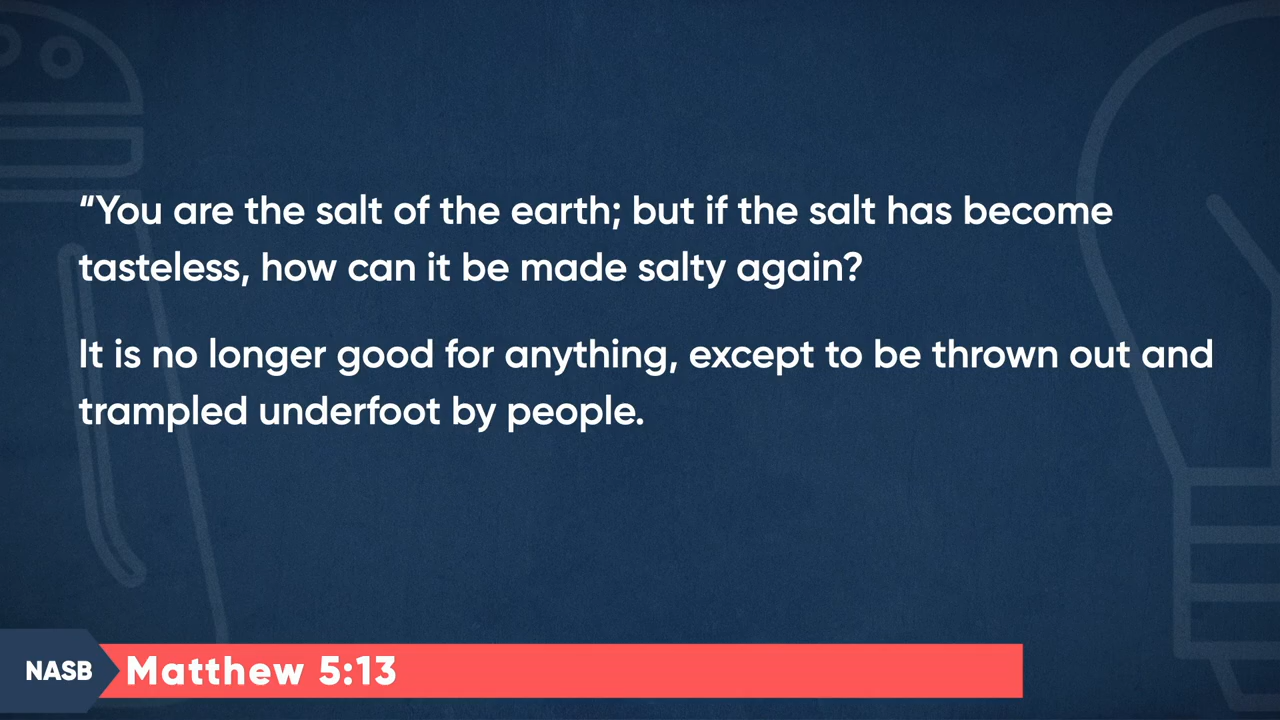 “You are the salt of the earth; but if the salt has become
tasteless, how can it be made salty again?
It is no longer good for anything, except to be thrown out and
trampled underfoot by people.
NASB Matthew 5:13